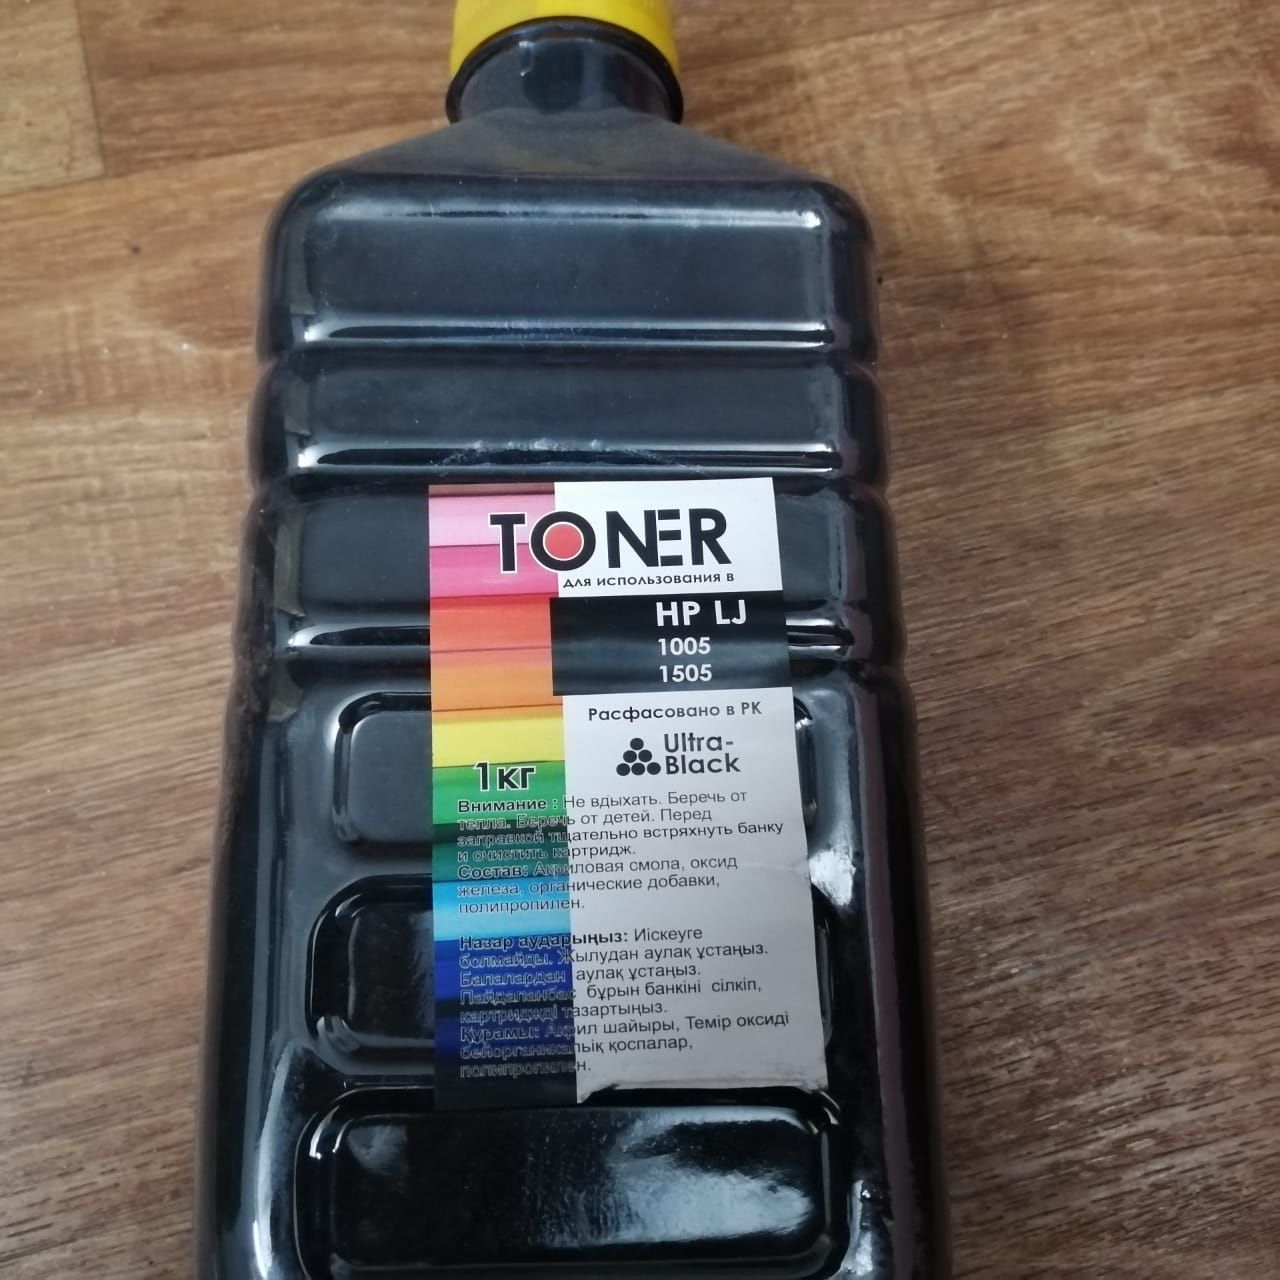 TONER
для использования в
HP LJ
1005
1505
Расфасовано в РК
Ultra-
Black
1кг
Внимание : Не вдыхать. Беречь от
тепла. Беречь от детей. Перед
заправкой тщательно встряхнуть банку
и очистить картридж.
Состав: Акриловая смола, оксид
железа, органические добавки,
полипропилен.
Назар аударыңыз: Иіскеуге
болмайды. Жылудан аулақ ұстаңыз.
Балалардан аулақ ұстаңыз.
Пайдаланбас бұрын банкіні сілкіп,
картриджді тазартыңыз.
Құрамы: Акрил шайыры, Темір оксиді
бейорганикалық қоспалар,
полипропилен.